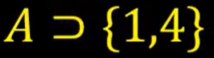 A ⊃ {1,4}